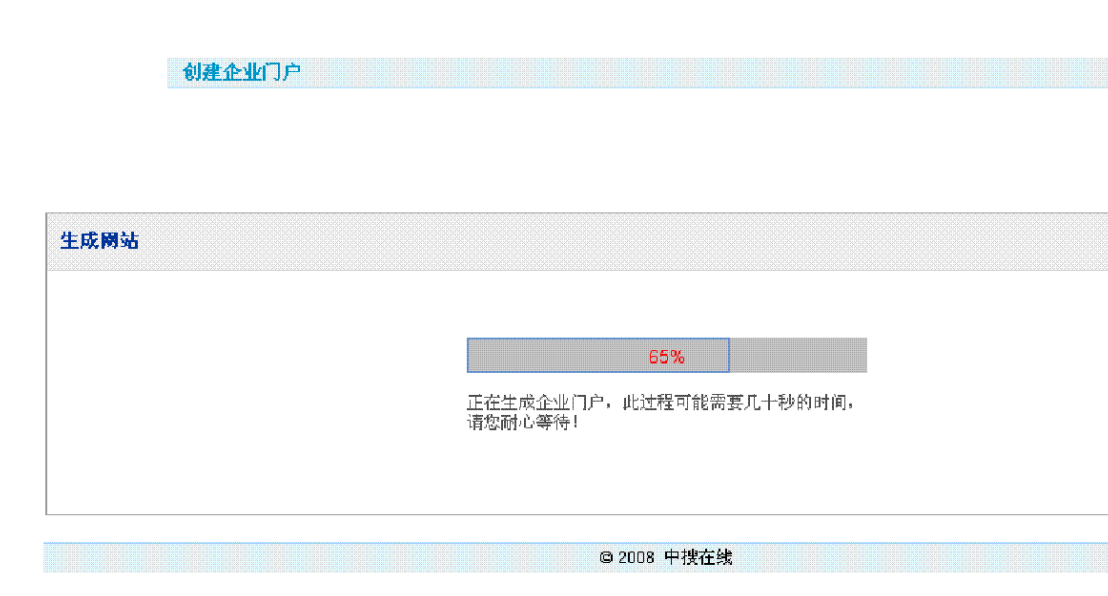 创建企业门户
生成网站
65%
正在生成企业门户，此过程可能需要几十秒的时间，
请您耐心等待！
© 2008 中搜在线